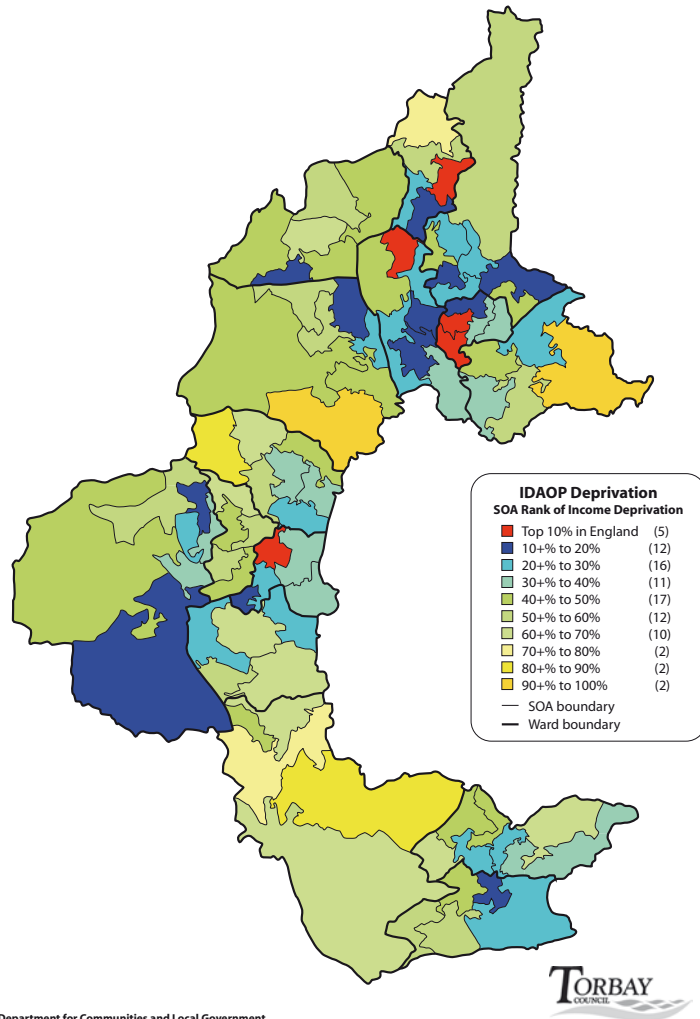 IDAOP Deprivation
SOA Rank of Income Deprivation
Top 10% in England (5)
10+% to 20% (12)
20+% to 30% (16)
30+% to 40% (11)
40+% to 50% (17)
50+% to 60% (12)
60+% to 70% (10)
70+% to 80% (2)
80+% to 90% (2)
90+% to 100% (2)
SOA boundary
Ward boundary
TORBAY
COUNCIL
Department for Communities and Local Government